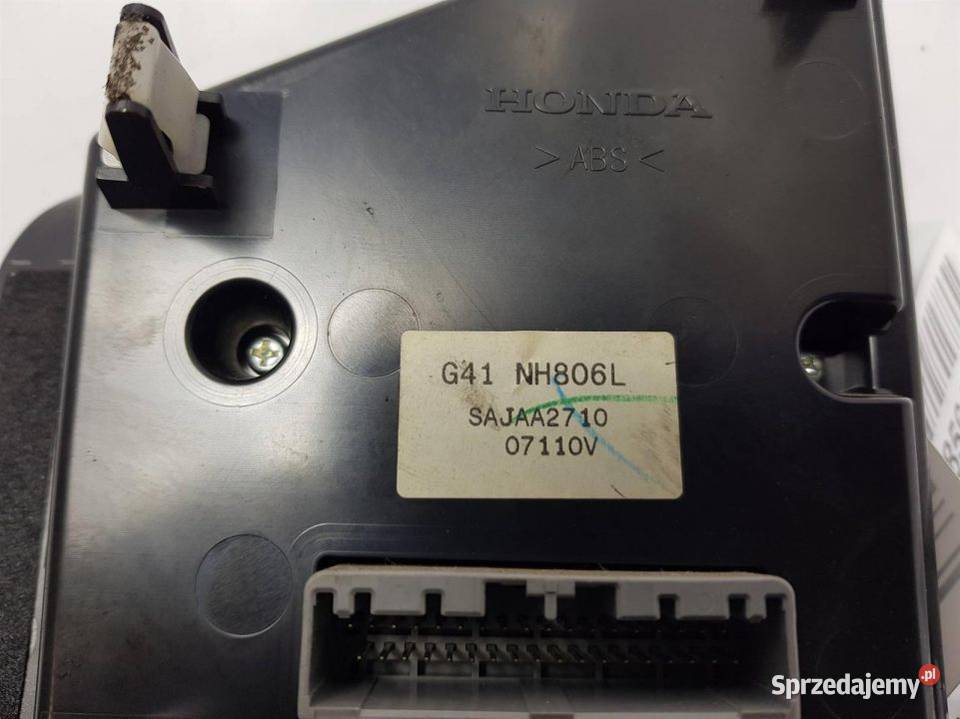 HONDA
>ABS<
G41 NH806L
SAJAA2710
07110V
Sprzedajemy.pl